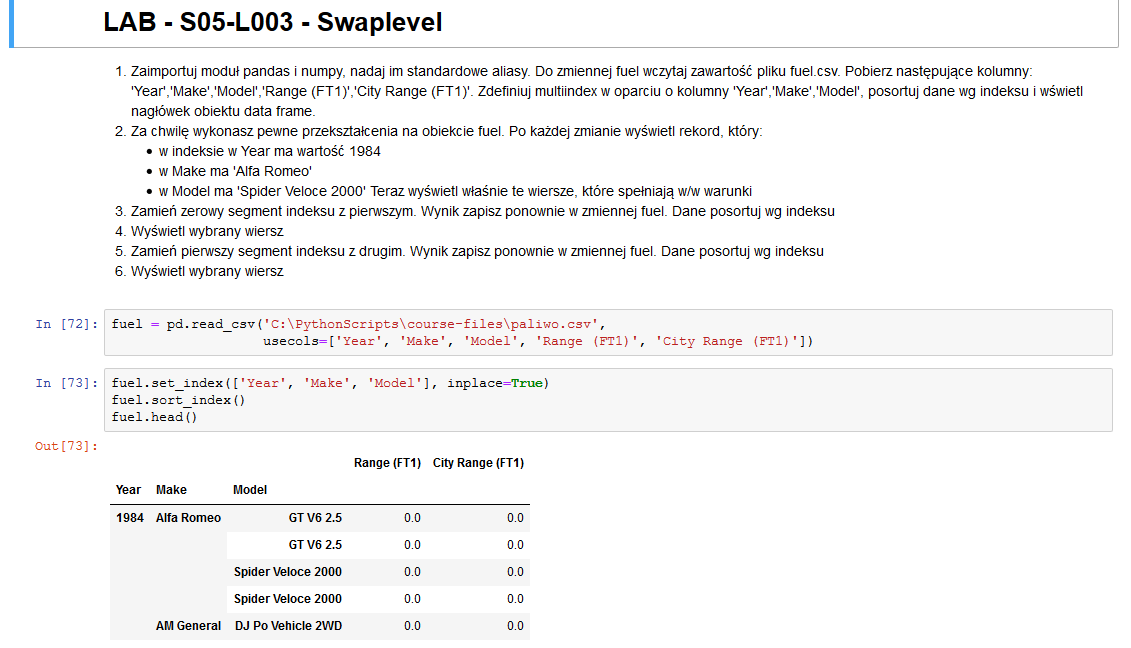 LAB - S05-L003 - Swaplevel
1. Zaimportuj moduł pandas i numpy, nadaj im standardowe aliasy. Do zmiennej fuel wczytaj zawartość pliku fuel.csv. Pobierz następujące kolumny:
'Year','Make','Model','Range (FT1)','City Range (FT1)'. Zdefiniuj multiindex w oparciu o kolumny 'Year','Make','Model', posortuj dane wg indeksu i wświetl
nagłówek obiektu data frame.
2. Za chwilę wykonasz pewne przekształcenia na obiekcie fuel. Po każdej zmianie wyświetl rekord, który:
• w indeksie w Year ma wartość 1984
• w Make ma 'Alfa Romeo'
• w Model ma 'Spider Veloce 2000' Teraz wyświetl właśnie te wiersze, które spełniają w/w warunki
3. Zamień zerowy segment indeksu z pierwszym. Wynik zapisz ponownie w zmiennej fuel. Dane posortuj wg indeksu
4. Wyświetl wybrany wiersz
5. Zamień pierwszy segment indeksu z drugim. Wynik zapisz ponownie w zmiennej fuel. Dane posortuj wg indeksu
6. Wyświetl wybrany wiersz
In [72]: fuel = pd.read_csv('C:\PythonScripts\course-files\paliwo.csv',
usecols=['Year', 'Make', 'Model', 'Range (FT1)', 'City Range (FT1)'])
In [73]: fuel.set_index(['Year', 'Make', 'Model'], inplace=True)
fuel.sort_index()
fuel.head()
Out[73]:
Range (FT1) City Range (FT1)
Year Make Model
1984 Alfa Romeo GT V6 2.5 0.0 0.0
GT V6 2.5 0.0 0.0
Spider Veloce 2000 0.0 0.0
Spider Veloce 2000 0.0 0.0
AM General DJ Po Vehicle 2WD 0.0 0.0